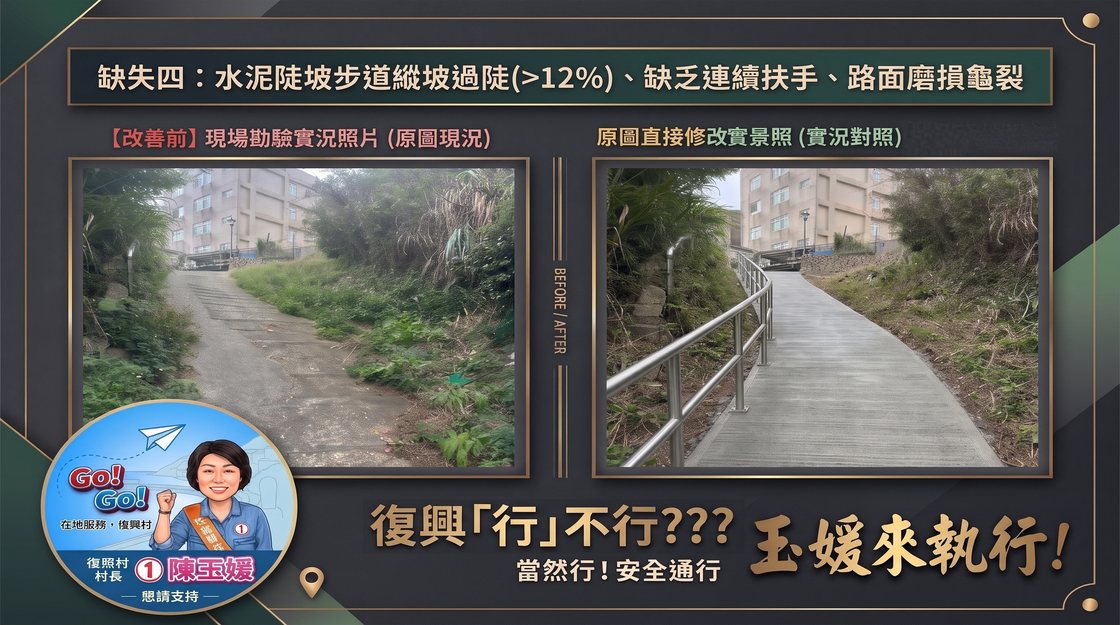 缺失四：水泥陡坡步道縱坡過陡(>12%)、缺乏連續扶手、路面磨損龜裂
【改善前】現場勘驗實況照片 (原圖現況)
原圖直接修改實景照 (實況對照)
BEFORE / AFTER
Go!
Go!
在地服務，復興村
1
復照村
村長
1 陳玉媛
懇請支持
復興「行」不行???
當然行！安全通行
玉媛來執行!